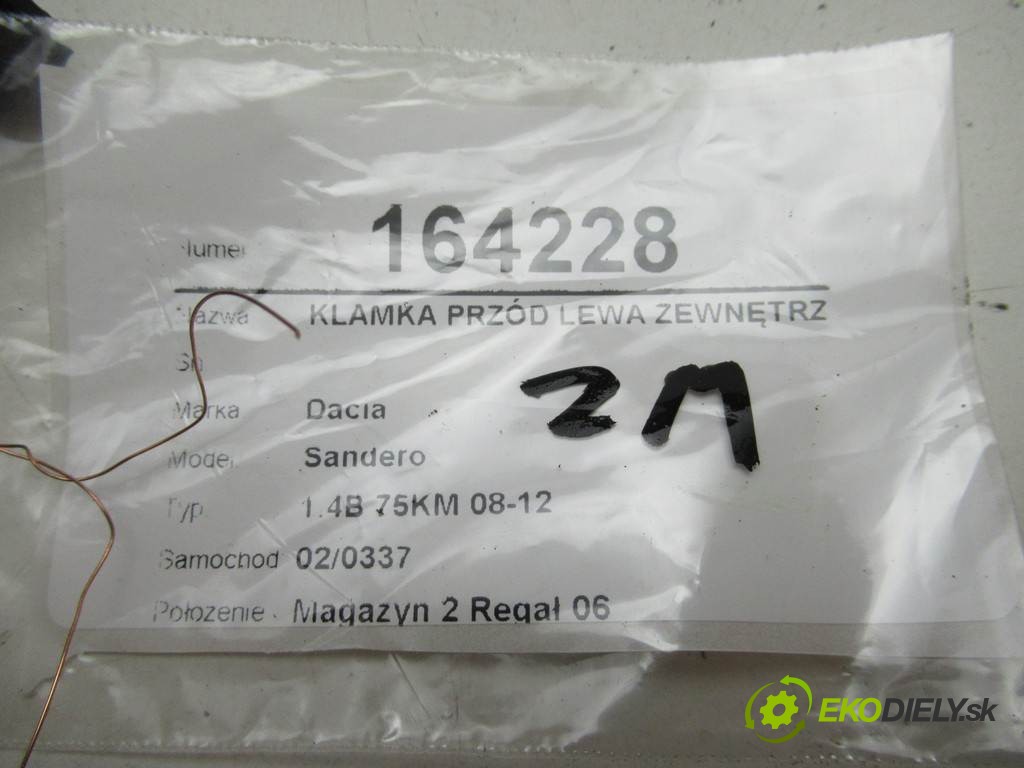 Numer 164228
Nazwa KLAMKA PRZÓD LEWA ZEWNĘTRZ
Sn
Marka Dacia
Model Sandero
Typ 1.4B 75KM 08-12
Samochod 02/0337
Położenie Magazyn 2 Regał 06
ZM
EKODIELY.sk